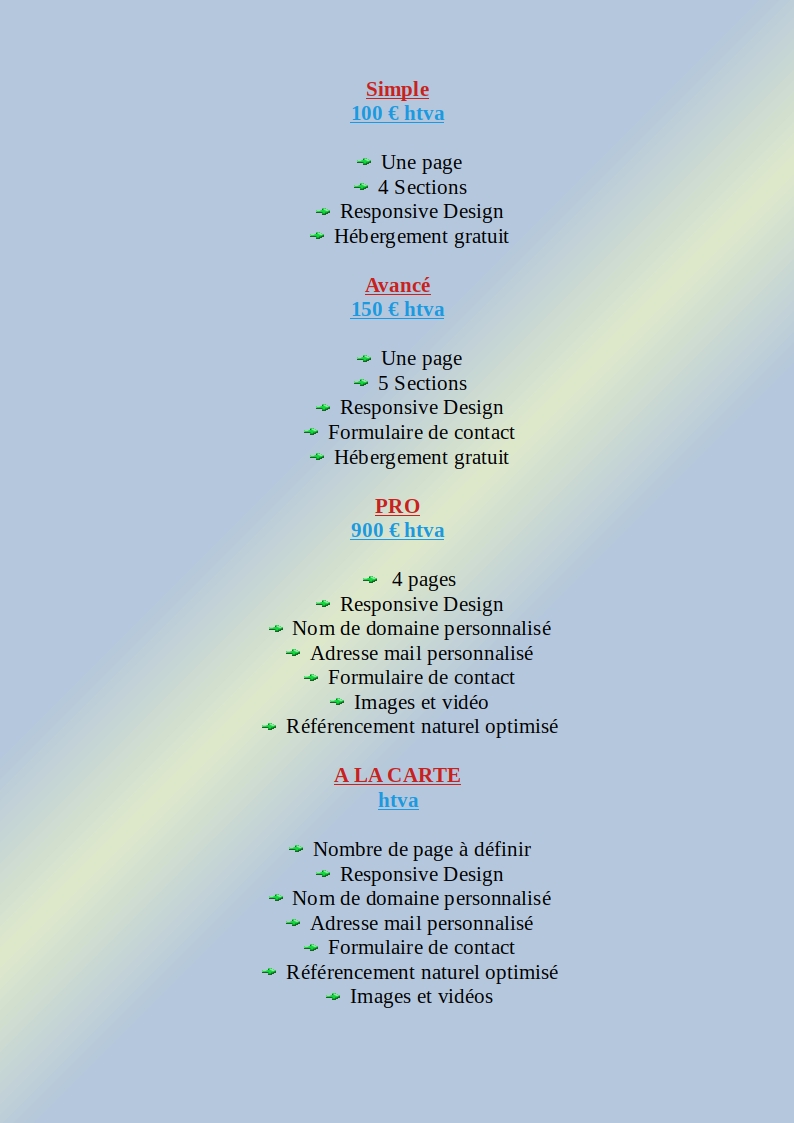 Simple
100 € htva
Une page
4 Sections
Responsive Design
Hébergement gratuit
Avancé
150 € htva
Une page
5 Sections
Responsive Design
Formulaire de contact
Hébergement gratuit
PRO
900 € htva
4 pages
Responsive Design
Nom de domaine personnalisé
Adresse mail personnalisé
Formulaire de contact
Images et vidéo
Référencement naturel optimisé
A LA CARTE
htva
Nombre de page à définir
Responsive Design
Nom de domaine personnalisé
Adresse mail personnalisé
Formulaire de contact
Référencement naturel optimisé
Images et vidéos